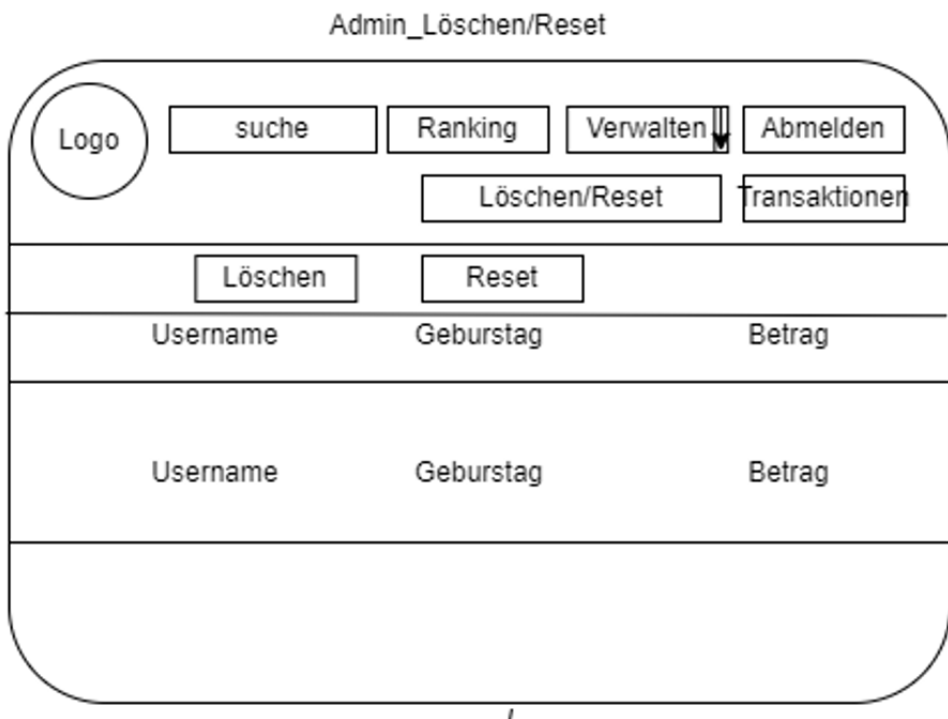 Admin_Löschen/Reset
Logo
suche
Ranking
Verwalten
Abmelden
Löschen/Reset
Transaktionen
Löschen
Reset
Username
Geburstag
Betrag
Username
Geburstag
Betrag